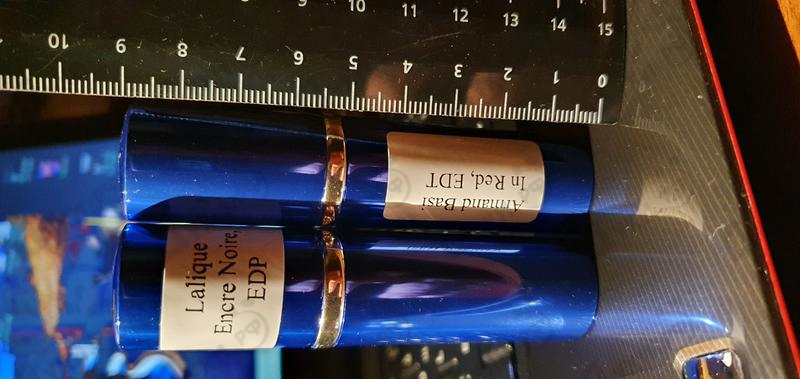 9 10 11 12 13 14 15
10 9 8 7 6 5 4 3 2 1 0
Armand Basi
In Red, EDT
Lalique
Encre Noire,
EDP